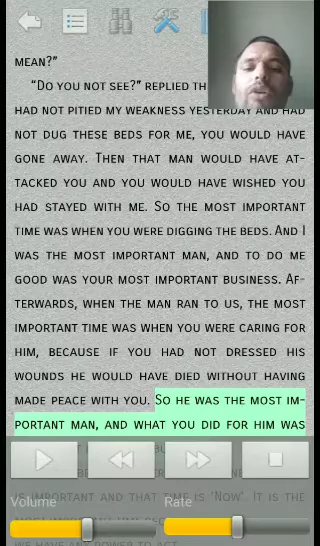 MEAN?"
"DO YOU NOT SEE?" REPLIED
HAD NOT PITIED MY WEAKNESS YESTERDAY AND HAD
NOT DUG THESE BEDS FOR ME, YOU WOULD HAVE
GONE AWAY. THEN THAT MAN WOULD HAVE AT-
TACKED YOU AND YOU WOULD HAVE WISHED YOU
HAD STAYED WITH ME. SO THE MOST IMPORTANT
TIME WAS WHEN YOU WERE DIGGING THE BEDS. AND I
WAS THE MOST IMPORTANT MAN, AND TO DO ME
GOOD WAS YOUR MOST IMPORTANT BUSINESS. AF-
TERWARDS, WHEN THE MAN RAN TO US, THE MOST
IMPORTANT TIME WAS WHEN YOU WERE CARING FOR
HIM, BECAUSE IF YOU HAD NOT DRESSED HIS
WOUNDS HE WOULD HAVE DIED WITHOUT HAVING
MADE PEACE WITH YOU. SO HE WAS THE MOST IM-
PORTANT MAN, AND WHAT YOU DID FOR HIM WAS
Volume
Rate
IS IMPORTANT AND THAT TIME IS 'NOW'. IT IS THE
WE HAVE ANY POWER TO ACT.